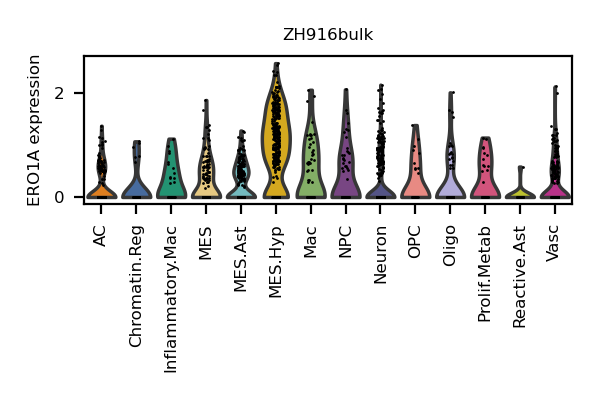 ZH916bulk
ERO1A expression
2
0
AC
Chromatin.Reg
Inflammatory.Mac
MES
MES.Ast
MES.Hyp
Mac
NPC
Neuron
OPC
Oligo
Prolif.Metab
Reactive.Ast
Vasc